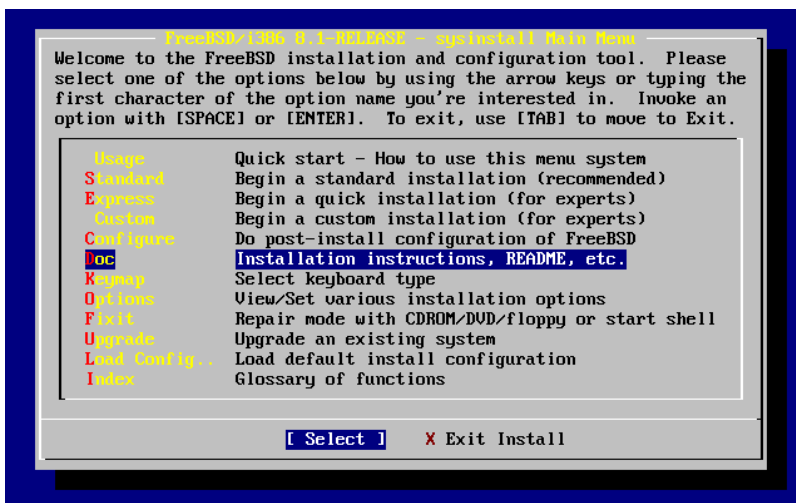 FreeBSD/i386 8.1-RELEASE - sysinstall Main Menu
Welcome to the FreeBSD installation and configuration tool.  Please
select one of the options below by using the arrow keys or typing the
first character of the option name you're interested in.  Invoke an
option with [SPACE] or [ENTER].  To exit, use [TAB] to move to Exit.
Usage Quick start - How to use this menu system
Standard Begin a standard installation (recommended)
Express Begin a quick installation (for experts)
Custom Begin a custom installation (for experts)
Configure Do post-install configuration of FreeBSD
Doc Installation instructions, README, etc.
Keymap Select keyboard type
Options View/Set various installation options
Fixit Repair mode with CDROM/DVD/floppy or start shell
Upgrade Upgrade an existing system
Load Config.. Load default install configuration
Index Glossary of functions
[ Select ] X Exit Install